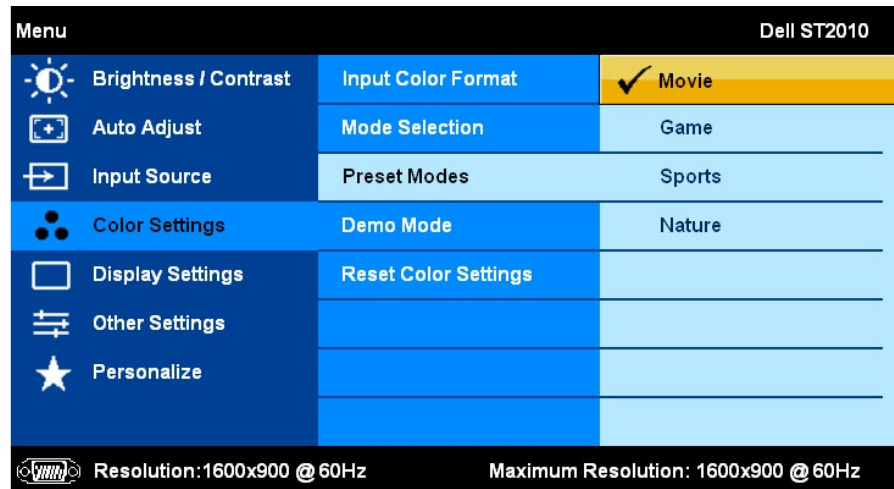 Menu Dell ST2010
Brightness / Contrast Input Color Format Movie
Auto Adjust Mode Selection Game
Input Source Preset Modes Sports
Color Settings Demo Mode Nature
Display Settings Reset Color Settings
Other Settings
Personalize
Resolution:1600x900 @60Hz Maximum Resolution: 1600x900 @60Hz